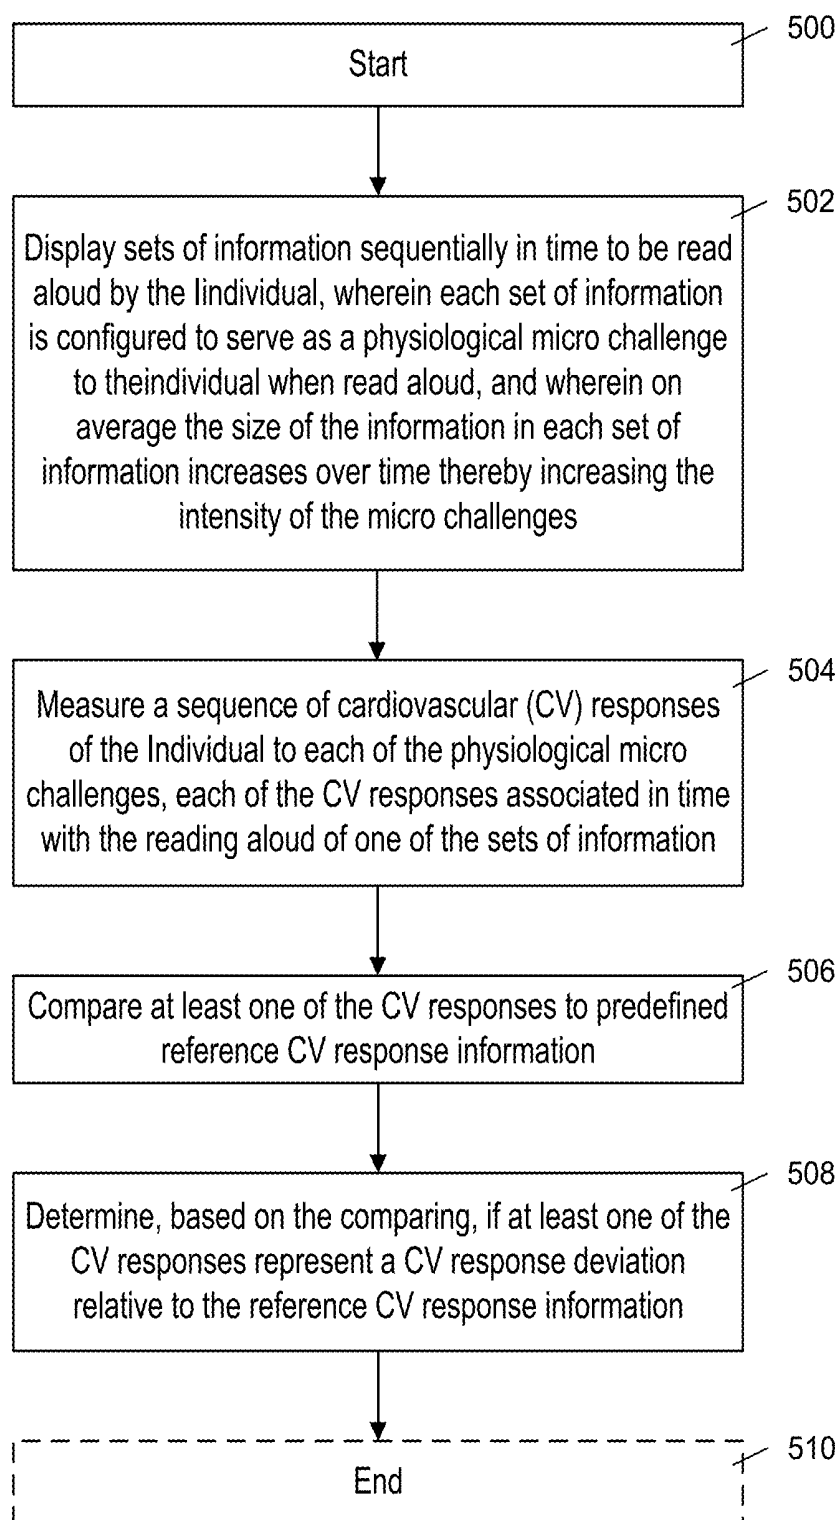 500
Start
502
Display sets of information sequentially in time to be read
aloud by the Iindividual, wherein each set of information
is configured to serve as a physiological micro challenge
to theindividual when read aloud, and wherein on
average the size of the information in each set of
information increases over time thereby increasing the
intensity of the micro challenges
504
Measure a sequence of cardiovascular (CV) responses
of the Individual to each of the physiological micro
challenges, each of the CV responses associated in time
with the reading aloud of one of the sets of information
506
Compare at least one of the CV responses to predefined
reference CV response information
508
Determine, based on the comparing, if at least one of the
CV responses represent a CV response deviation
relative to the reference CV response information
510
End